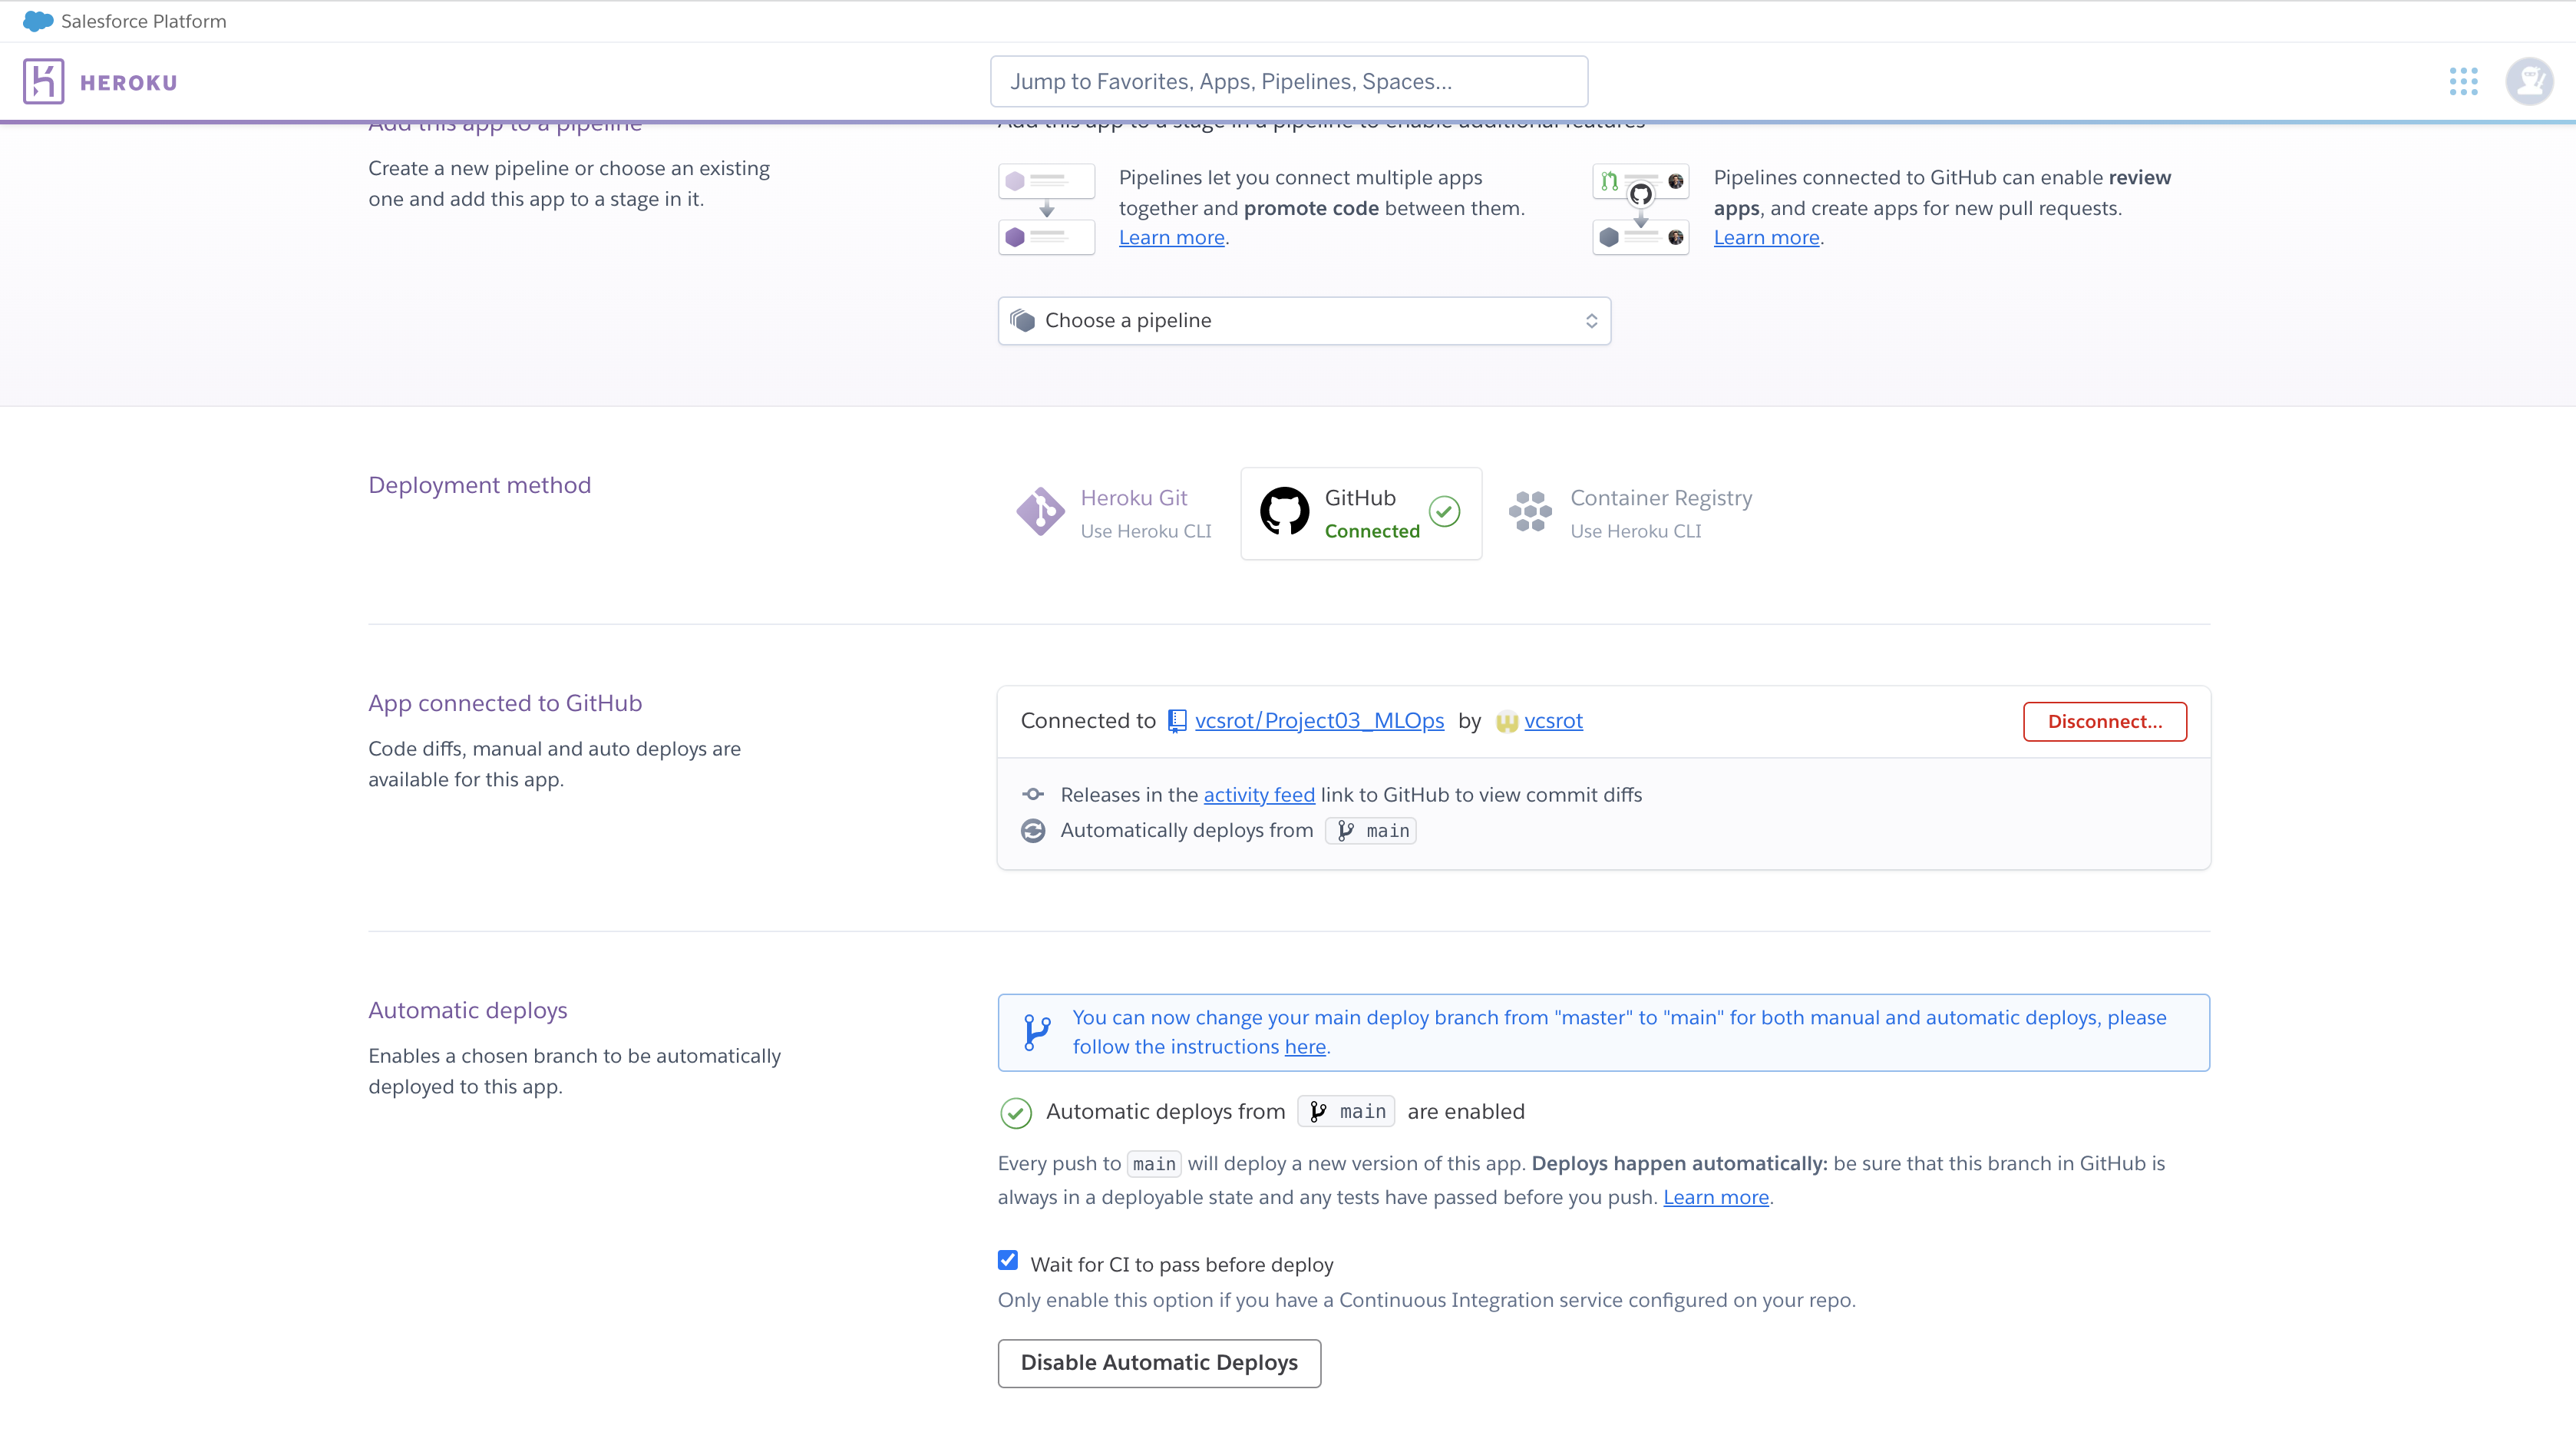 Salesforce Platform
HEROKU
Jump to Favorites, Apps, Pipelines, Spaces...
Add this app to a pipeline
Add this app to a stage in a pipeline to enable additional features
Create a new pipeline or choose an existing
one and add this app to a stage in it.
Pipelines let you connect multiple apps
together and promote code between them.
Learn more.
Pipelines connected to GitHub can enable review
apps, and create apps for new pull requests.
Learn more.
Choose a pipeline
Deployment method
Heroku Git
Use Heroku CLI
GitHub
Connected
Container Registry
Use Heroku CLI
App connected to GitHub
Code diffs, manual and auto deploys are
available for this app.
Connected to vcsrot/Project03_MLOps by vcsrot
Disconnect...
Releases in the activity feed link to GitHub to view commit diffs
Automatically deploys from main
Automatic deploys
Enables a chosen branch to be automatically
deployed to this app.
You can now change your main deploy branch from "master" to "main" for both manual and automatic deploys, please
follow the instructions here.
Automatic deploys from main are enabled
Every push to main will deploy a new version of this app. Deploys happen automatically: be sure that this branch in GitHub is
always in a deployable state and any tests have passed before you push. Learn more.
Wait for CI to pass before deploy
Only enable this option if you have a Continuous Integration service configured on your repo.
Disable Automatic Deploys